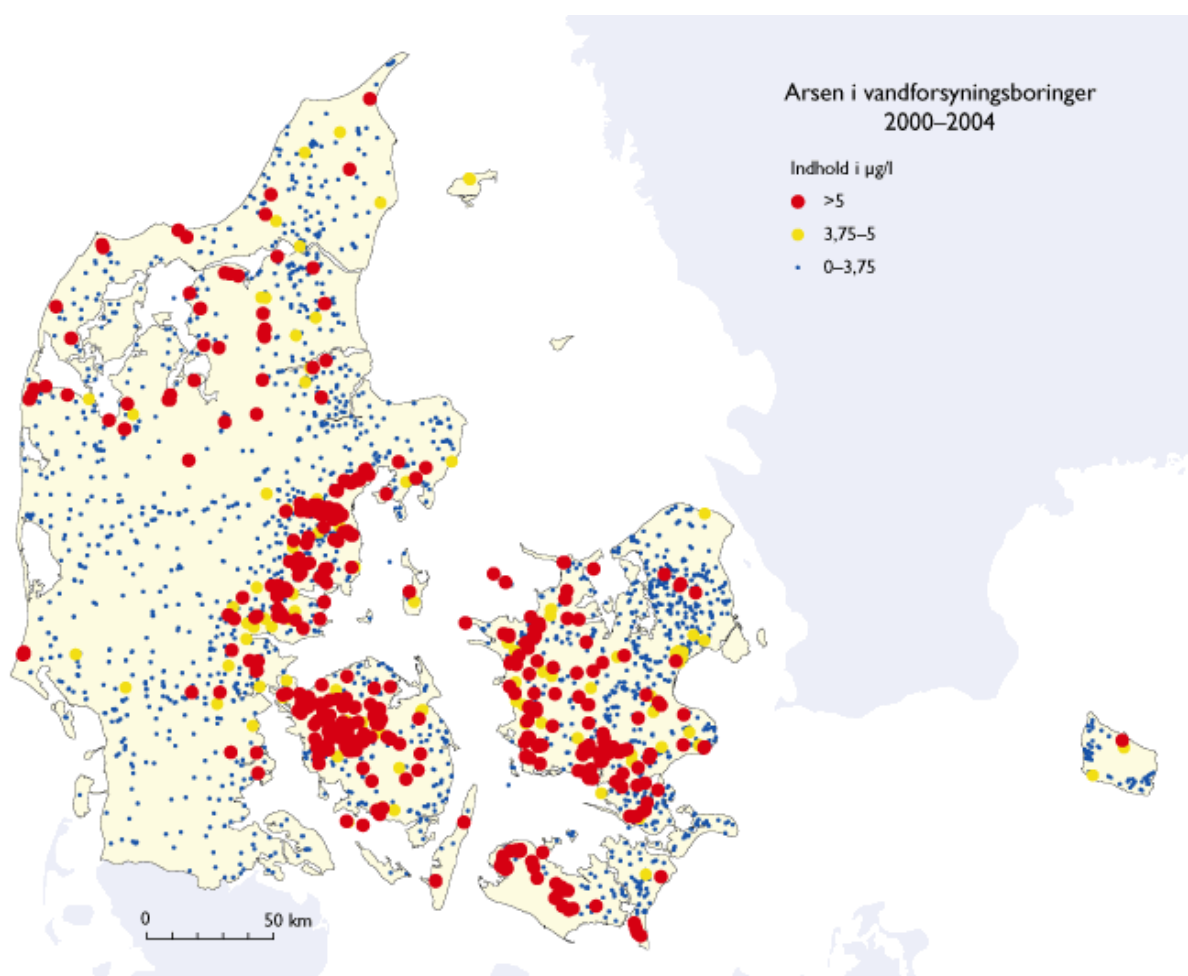 Arsen i vandforsyningsboringer
2000–2004
Indhold i µg/l
>5
3,75–5
0–3,75
0 50 km